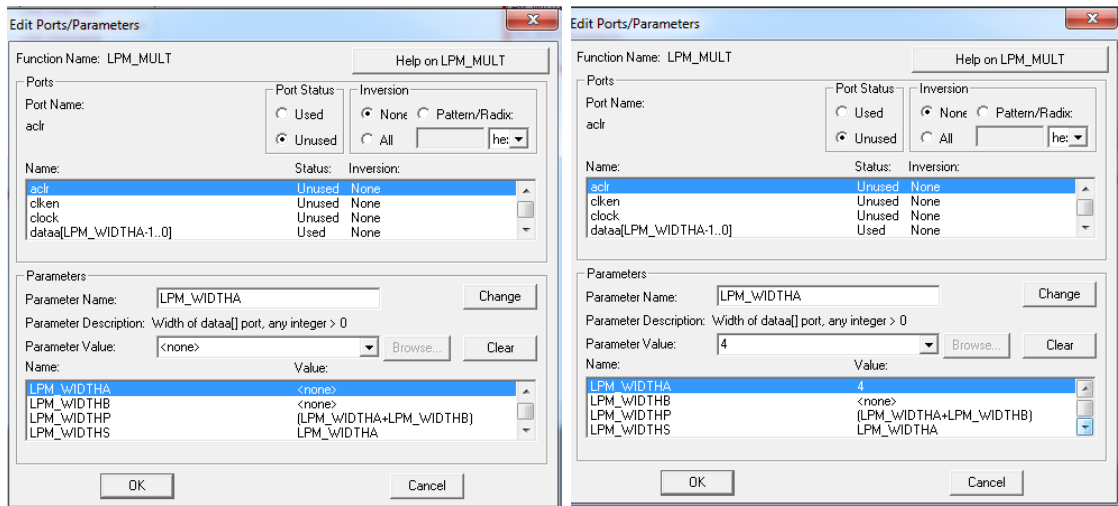 Edit Ports/Parameters
Function Name: LPM_MULT
Help on LPM_MULT
Ports
Port Name:
aclr
Port Status
Used
Unused
Inversion
None Pattern/Radix:
All he:
Name: Status: Inversion:
aclr Unused None
clken Unused None
clock Unused None
dataa[LPM_WIDTHA-1..0] Used None
Parameters
Parameter Name: LPM_WIDTHA Change
Parameter Description: Width of dataa[] port, any integer > 0
Parameter Value: <none> Browse... Clear
Name: Value:
LPM_WIDTHA <none>
LPM_WIDTHB <none>
LPM_WIDTHP (LPM_WIDTHA+LPM_WIDTHB)
LPM_WIDTHS LPM_WIDTHA
OK Cancel
Edit Ports/Parameters
Function Name: LPM_MULT
Help on LPM_MULT
Ports
Port Name:
aclr
Port Status
Used
Unused
Inversion
None Pattern/Radix:
All he:
Name: Status: Inversion:
aclr Unused None
clken Unused None
clock Unused None
dataa[LPM_WIDTHA-1..0] Used None
Parameters
Parameter Name: LPM_WIDTHA Change
Parameter Description: Width of dataa[] port, any integer > 0
Parameter Value: 4 Browse... Clear
Name: Value:
LPM_WIDTHA 4
LPM_WIDTHB <none>
LPM_WIDTHP (LPM_WIDTHA+LPM_WIDTHB)
LPM_WIDTHS LPM_WIDTHA
OK Cancel